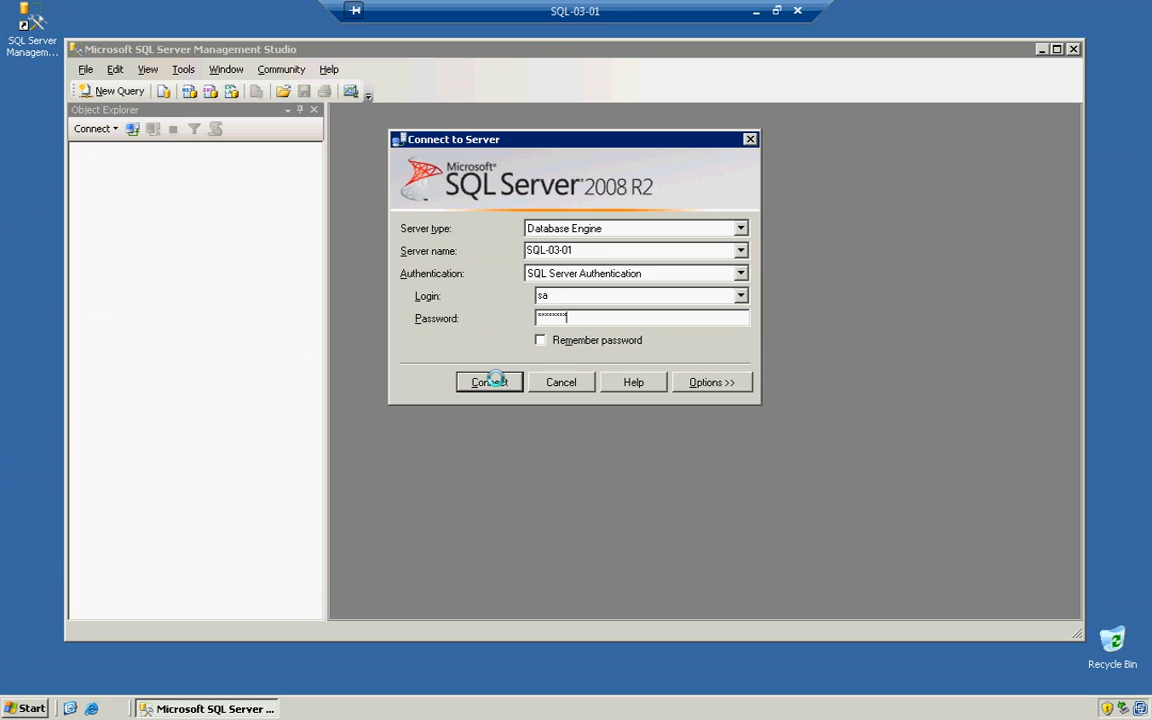 SQL-03-01
SQL Server
Managem...
Microsoft SQL Server Management Studio
File Edit View Tools Window Community Help
New Query
Object Explorer
Connect
Connect to Server
Microsoft®
SQL Server® 2008 R2
Server type: Database Engine
Server name: SQL-03-01
Authentication: SQL Server Authentication
Login: sa
Password: ********
Remember password
Connect Cancel Help Options >>
Recycle Bin
Start Microsoft SQL Server ...